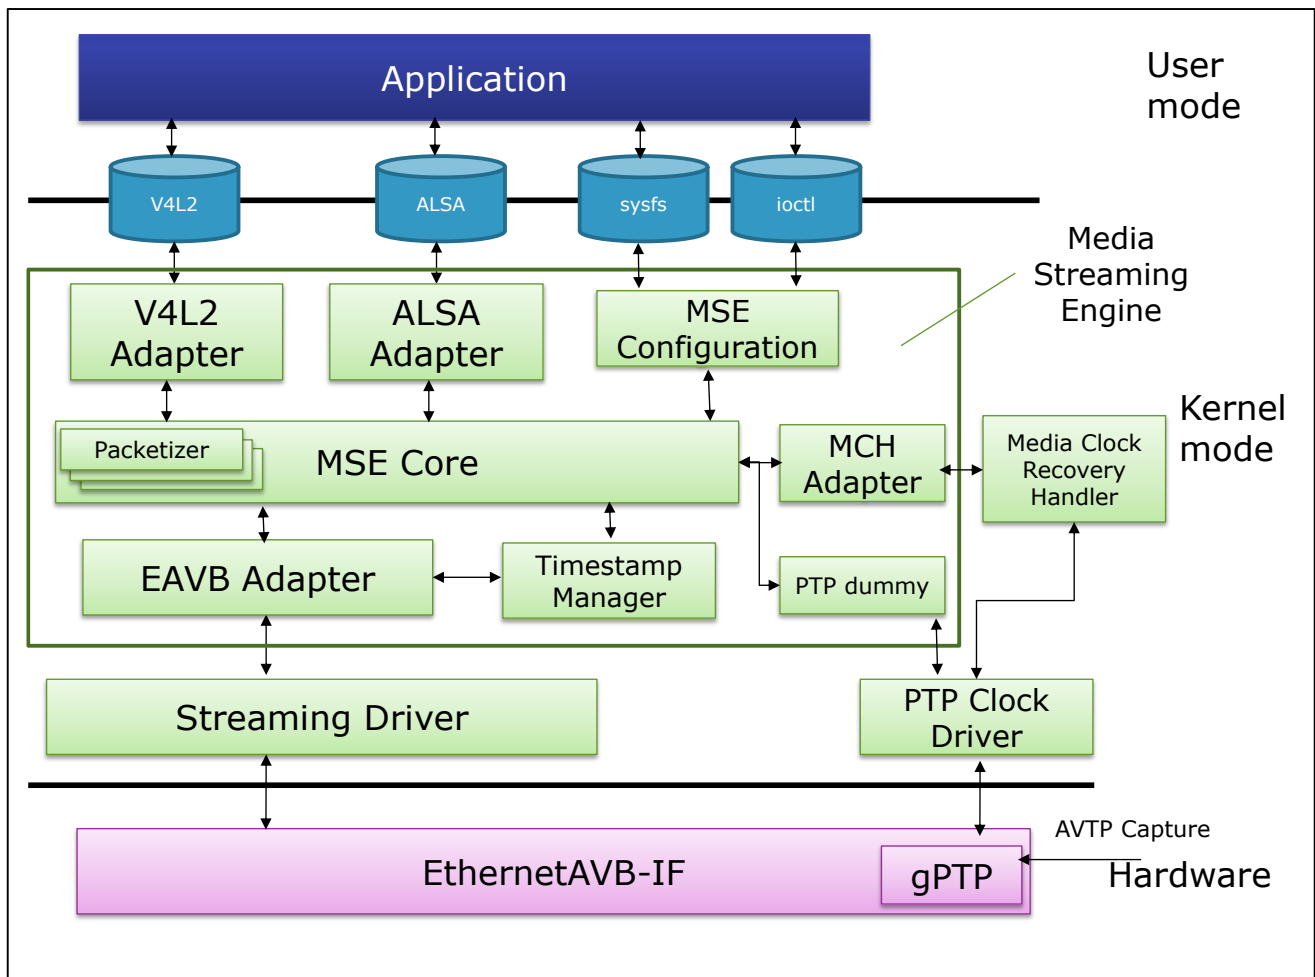 Application
User
mode
V4L2
ALSA
sysfs
ioctl
Media
Streaming
Engine
V4L2
Adapter
ALSA
Adapter
MSE
Configuration
Packetizer
MSE Core
MCH
Adapter
Media Clock
Recovery
Handler
Kernel
mode
EAVB Adapter
Timestamp
Manager
PTP dummy
Streaming Driver
PTP Clock
Driver
AVTP Capture
EthernetAVB-IF
gPTP
Hardware